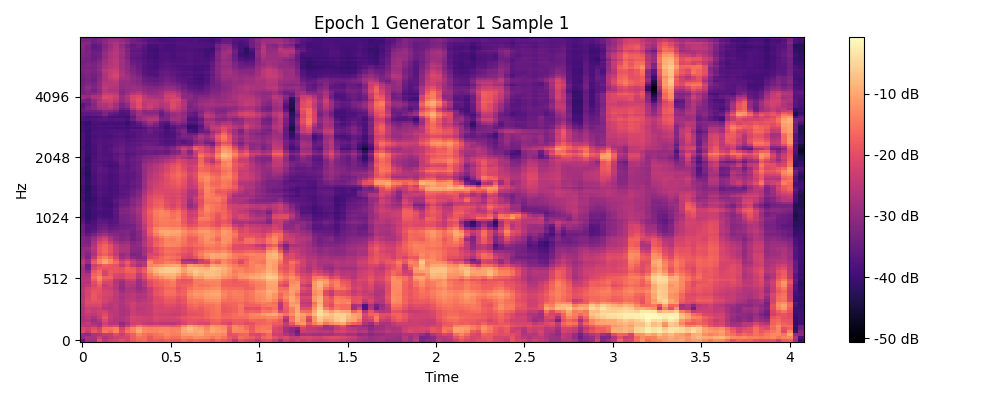 Epoch 1 Generator 1 Sample 1
Hz
4096
2048
1024
512
0
0 0.5 1 1.5 2 2.5 3 3.5 4
Time
-10 dB
-20 dB
-30 dB
-40 dB
-50 dB